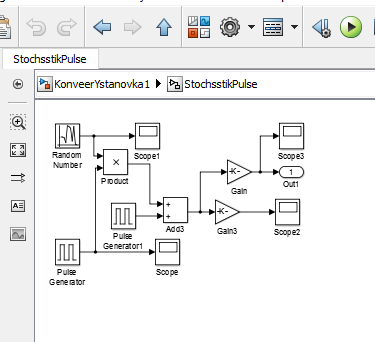 StochsstikPulse
KonveerYstanovka1
StochsstikPulse
Random
Number
Scope1
×
Product
Scope3
-K-
Gain
1
Out1
Pulse
Generator1
+
+
Add3
-K-
Gain3
Scope2
Pulse
Generator
Scope